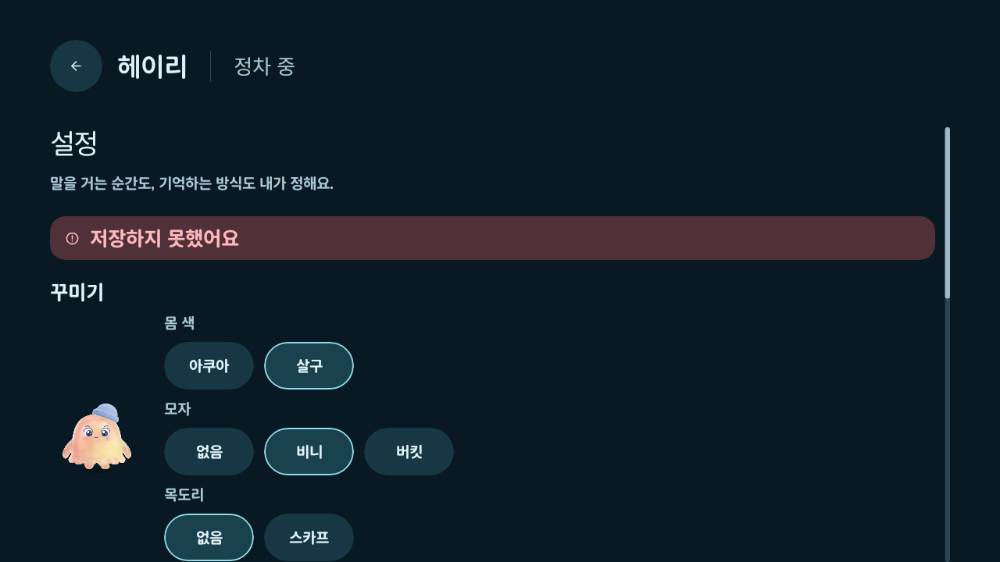 헤이리
정차 중
설정
말을 거는 순간도, 기억하는 방식도 내가 정해요.
저장하지 못했어요
꾸미기
몸 색
아쿠아
살구
모자
없음
비니
버킷
목도리
없음
스카프